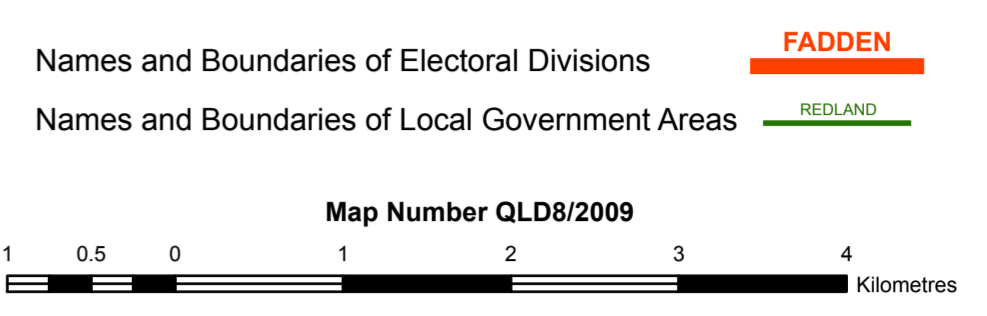 FADDEN
Names and Boundaries of Electoral Divisions
Names and Boundaries of Local Government Areas REDLAND
Map Number QLD8/2009
1 0.5 0 1 2 3 4
Kilometres